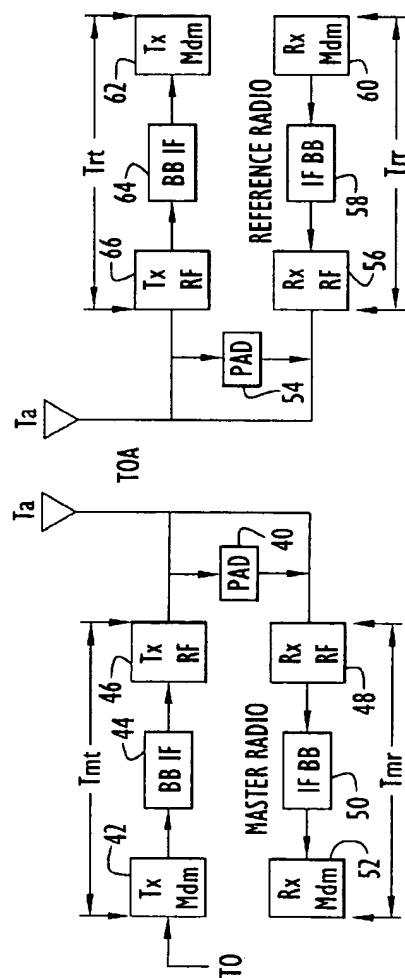 Tmt
42
44
46
Tx
Mdm
BB IF
Tx
RF
TO
MASTER RADIO
PAD
40
Rx
Mdm
IF BB
Rx
RF
52
50
48
Tmr
Ta
TOA
Ta
Trt
66
64
62
Tx
RF
BB IF
Tx
Mdm
PAD
54
REFERENCE RADIO
Rx
RF
IF BB
Rx
Mdm
56
58
60
Trr